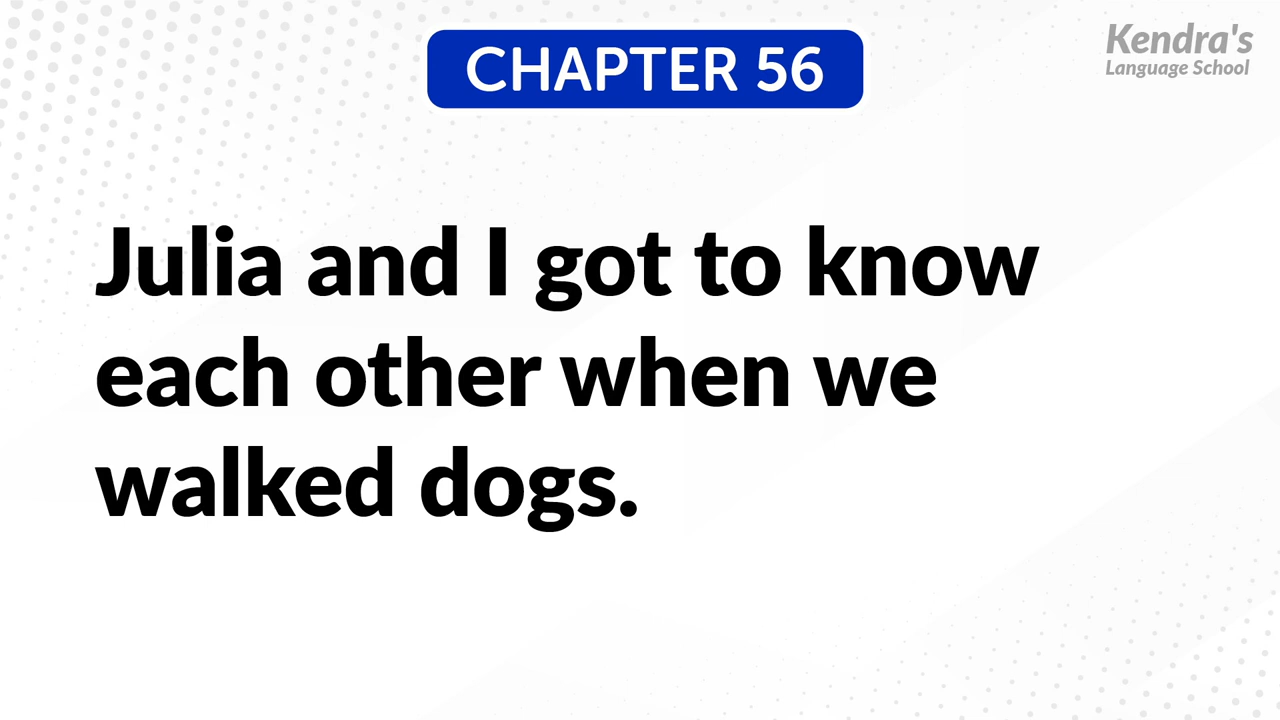 CHAPTER 56
Kendra's
Language School
Julia and I got to know
each other when we
walked dogs.